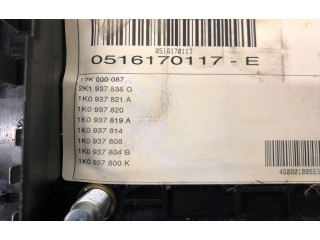 0516170117
0516170117 - E
000 087
2K1 937 535 G
1K0 937 821 A
1K0 937 820
1K0 937 819 A
1K0 937 814
1K0 937 808
1K0 937 804 B
1K0 937 800 K